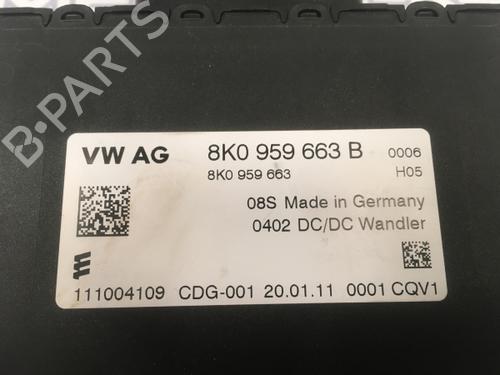 VW AG 8K0 959 663 B 0006
8K0 959 663 H05
08S Made in Germany
0402 DC/DC Wandler
111004109 CDG-001 20.01.11 0001 CQV1
B-PARTS